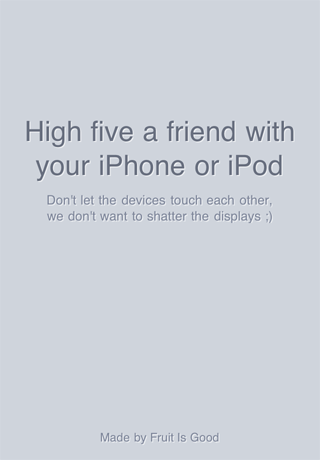 High five a friend with
your iPhone or iPod
Don't let the devices touch each other,
we don't want to shatter the displays ;)
Made by Fruit Is Good